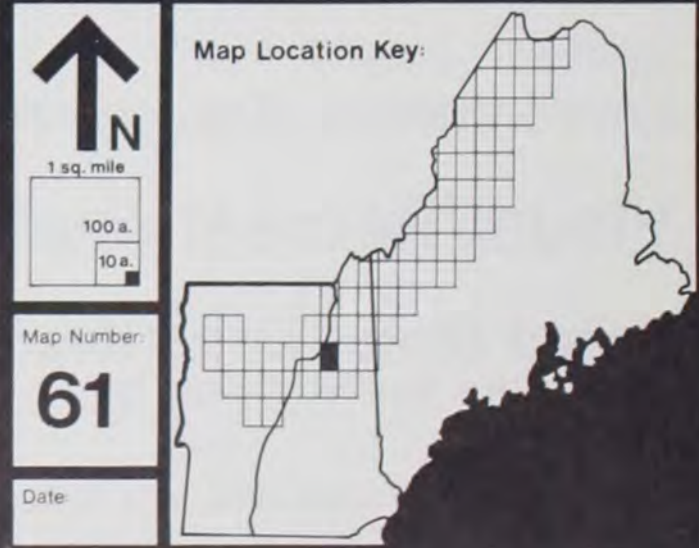 N
1 sq. mile
100 a.
10 a.
Map Number:
61
Date:
Map Location Key: